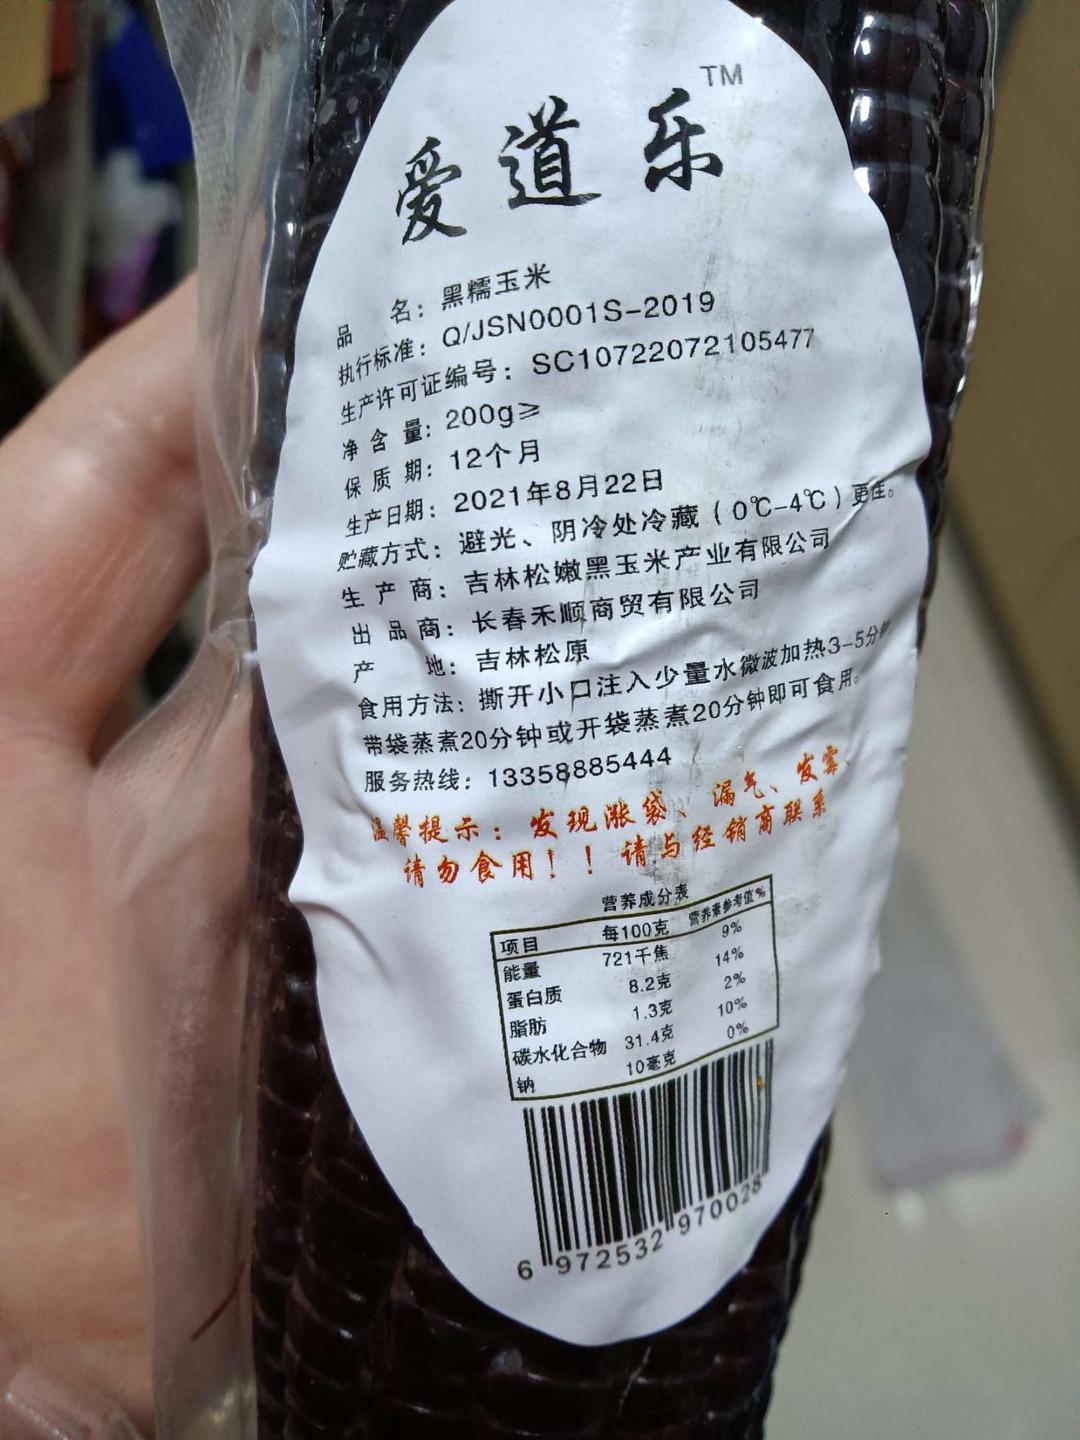 TM
爱道乐
品 名：黑糯玉米
执行标准：Q/JSN0001S-2019
生产许可证编号：SC10722072105477
净含量：200g≥
保质期：12个月
生产日期：2021年8月22日
贮藏方式：避光、阴冷处冷藏（0℃-4℃）更佳。
生产商：吉林松嫩黑玉米产业有限公司
出品商：长春禾顺商贸有限公司
产 地：吉林松原
食用方法：撕开小口注入少量水微波加热3-5分钟
带袋蒸煮20分钟或开袋蒸煮20分钟即可食用。
服务热线：13358885444
温馨提示：发现涨袋、漏气、发霉、
请勿食用！！请与经销商联系
营养成分表
项目 每100克 营养素参考值%
能量 721千焦 9%
蛋白质 8.2克 14%
脂肪 1.3克 2%
碳水化合物 31.4克 10%
钠 10毫克 0%
6 972532 970028